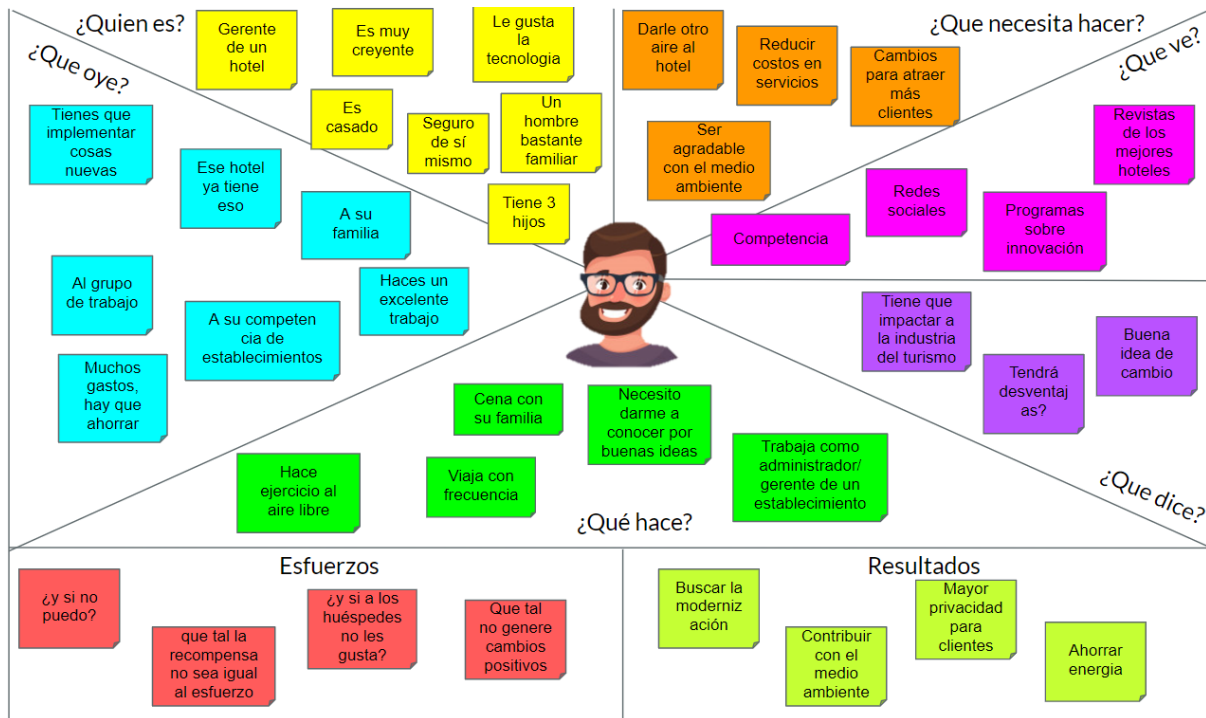 ¿Quien es?
Gerente
de un
hotel
Es muy
creyente
Le gusta
la
tecnologia
Es
casado
Seguro
de sí
mismo
Un
hombre
bastante
familiar
Tiene 3
hijos
¿Que necesita hacer?
Darle otro
aire al
hotel
Reducir
costos en
servicios
Cambios
para atraer
más
clientes
Ser
agradable
con el medio
ambiente
¿Que oye?
Tienes que
implementar
cosas
nuevas
Ese hotel
ya tiene
eso
A su
familia
Al grupo
de trabajo
A su competen
cia de
establecimientos
Haces un
excelente
trabajo
Muchos
gastos,
hay que
ahorrar
¿Que ve?
Revistas
de los
mejores
hoteles
Redes
sociales
Programas
sobre
innovación
Competencia
Tiene que
impactar a
la industria
del turismo
Tendrá
desventaj
as?
Buena
idea de
cambio
¿Que dice?
Cena con
su familia
Necesito
darme a
conocer por
buenas ideas
Trabaja como
administrador/
gerente de un
establecimiento
Hace
ejercicio al
aire libre
Viaja con
frecuencia
¿Qué hace?
Esfuerzos
¿y si no
puedo?
que tal la
recompensa
no sea igual
al esfuerzo
¿y si a los
huéspedes
no les
gusta?
Que tal
no genere
cambios
positivos
Resultados
Buscar la
moderniz
ación
Contribuir
con el
medio
ambiente
Mayor
privacidad
para
clientes
Ahorrar
energia